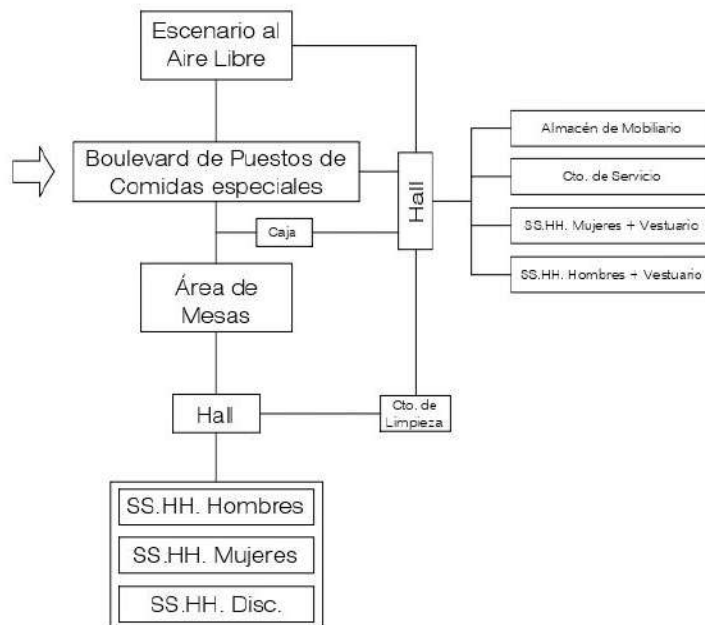 Escenario al
Aire Libre
Boulevard de Puestos de
Comidas especiales
Hall
Almacén de Mobiliario
Cto. de Servicio
SS.HH. Mujeres + Vestuario
SS.HH. Hombres + Vestuario
Caja
Área de
Mesas
Hall
Cto. de
Limpieza
SS.HH. Hombres
SS.HH. Mujeres
SS.HH. Disc.